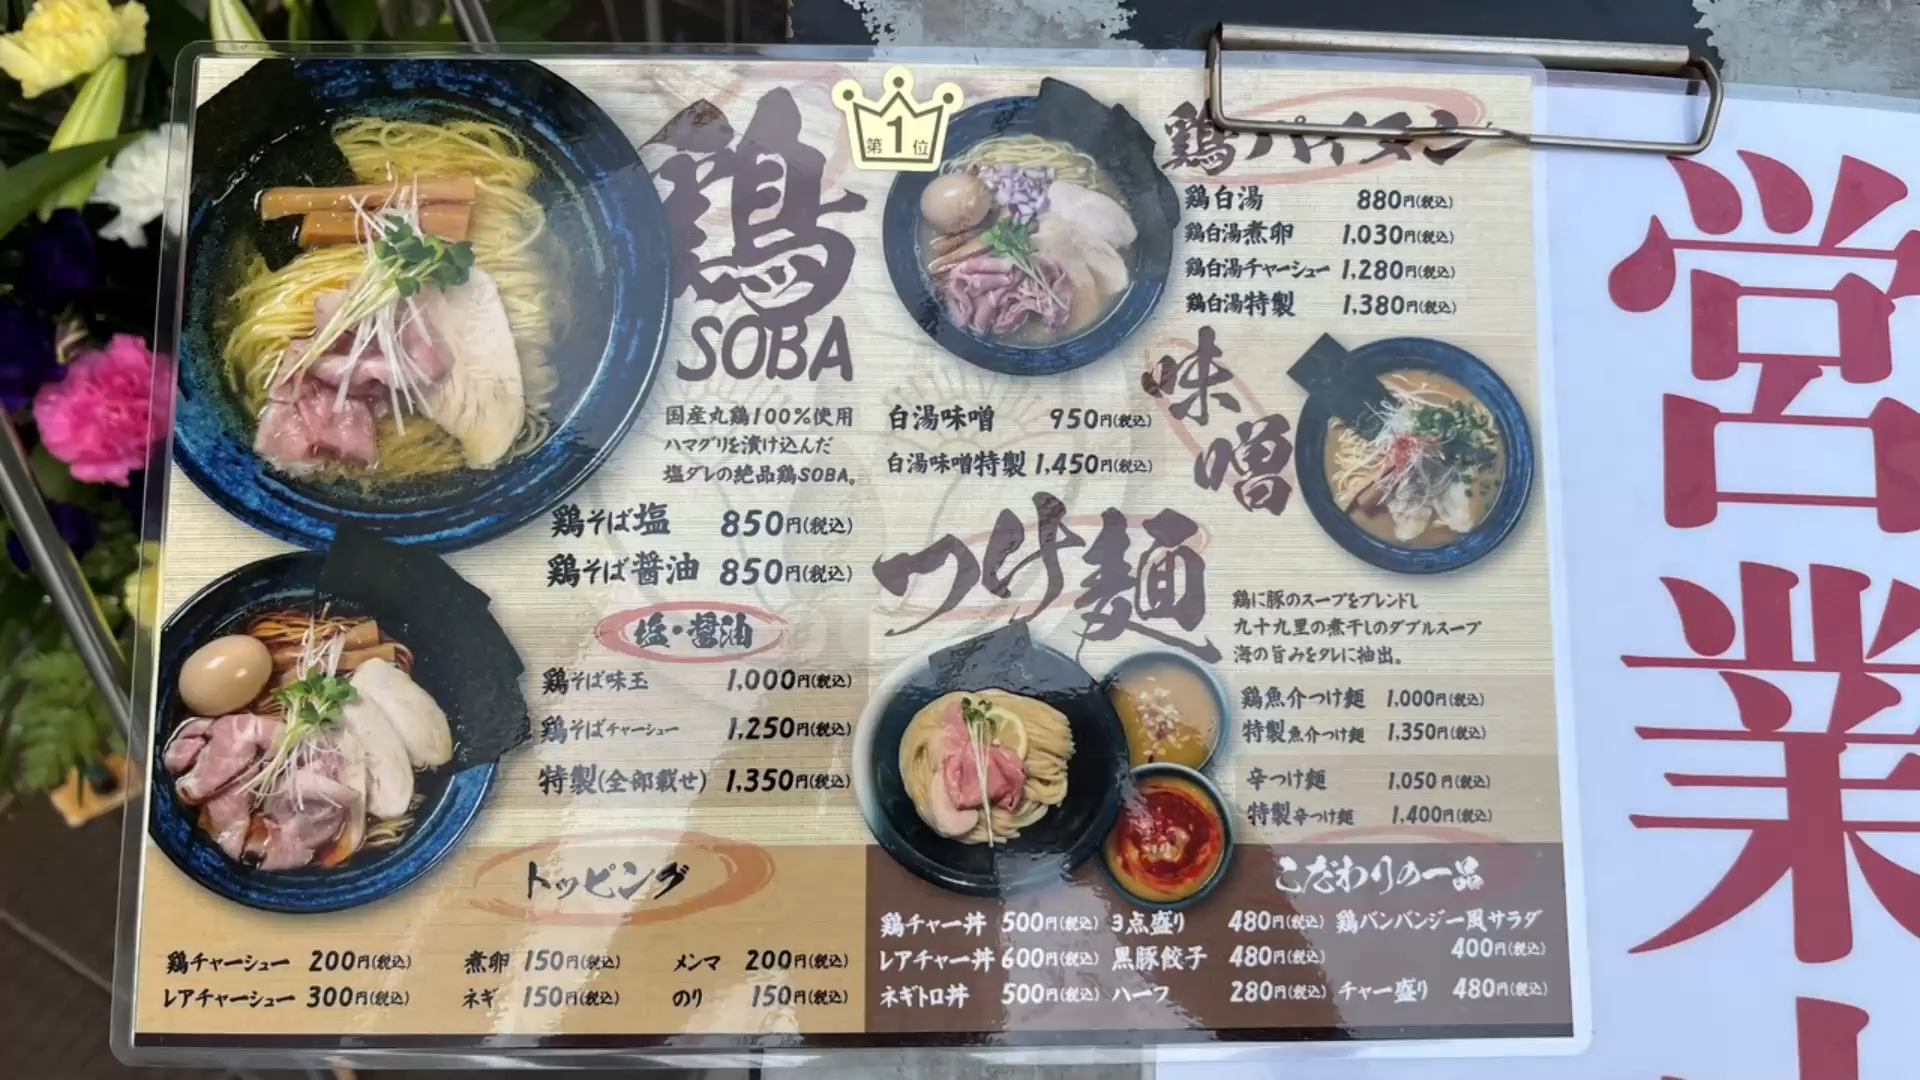 鶏
SOBA
国産丸鶏100%使用
ハマグリを漬け込んだ
塩ダレの絶品鶏SOBA。
鶏そば塩 850円(税込)
鶏そば醤油 850円(税込)
塩・醤油
鶏そば味玉 1,000円(税込)
鶏そばチャーシュー 1,250円(税込)
特製(全部載せ) 1,350円(税込)
トッピング
鶏チャーシュー 200円(税込) 煮卵 150円(税込) メンマ 200円(税込)
レアチャーシュー 300円(税込) ネギ 150円(税込) のり 150円(税込)
第1位
鶏パイタン
鶏白湯 880円(税込)
鶏白湯煮卵 1,030円(税込)
鶏白湯チャーシュー 1,280円(税込)
鶏白湯特製 1,380円(税込)
味噌
白湯味噌 950円(税込)
白湯味噌特製 1,450円(税込)
つけ麺
鶏に豚のスープをブレンドし
九十九里の煮干しのダブルスープ
海の旨みをタレに抽出。
鶏魚介つけ麺 1,000円(税込)
特製魚介つけ麺 1,350円(税込)
辛つけ麺 1,050円(税込)
特製辛つけ麺 1,400円(税込)
こだわりの一品
鶏チャー丼 500円(税込) 3点盛り 480円(税込) 鶏バンバンジー風サラダ
400円(税込)
レアチャー丼 600円(税込) 黒豚餃子 480円(税込)
ネギトロ丼 500円(税込) ハーフ 280円(税込) チャー盛り 480円(税込)
営業